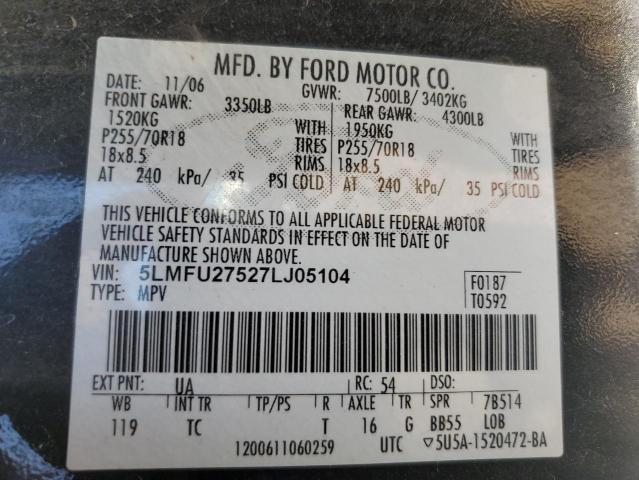 MFD. BY FORD MOTOR CO.
DATE: 11/06 GVWR: 7500LB/ 3402KG
FRONT GAWR: 3350LB REAR GAWR: 4300LB
1520KG WITH 1950KG WITH
P255/70R18 TIRES P255/70R18 TIRES
18x8.5 RIMS 18x8.5 RIMS
AT 240 kPa/ 35 PSI COLD AT 240 kPa/ 35 PSI COLD
THIS VEHICLE CONFORMS TO ALL APPLICABLE FEDERAL MOTOR
VEHICLE SAFETY STANDARDS IN EFFECT ON THE DATE OF
MANUFACTURE SHOWN ABOVE.
VIN: 5LMFU27527LJ05104 F0187
TYPE: MPV T0592
EXT PNT: UA RC: 54 DSO:
WB INT TR TP/PS R AXLE TR SPR 7B514
119 TC T 16 G BB55 LOB
1200611060259 UTC ▽5U5A-1520472-BA